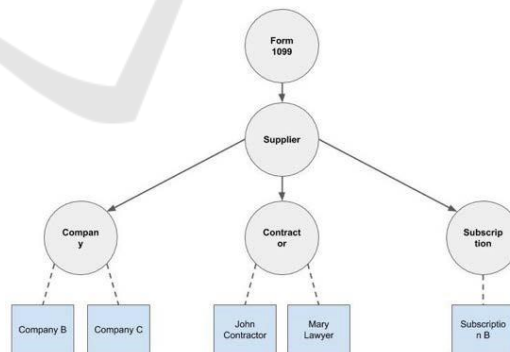 Form
1099
Supplier
Compan
y
Contract
or
Subscrip
tion
Company B
Company C
John
Contractor
Mary
Lawyer
Subscriptio
n B